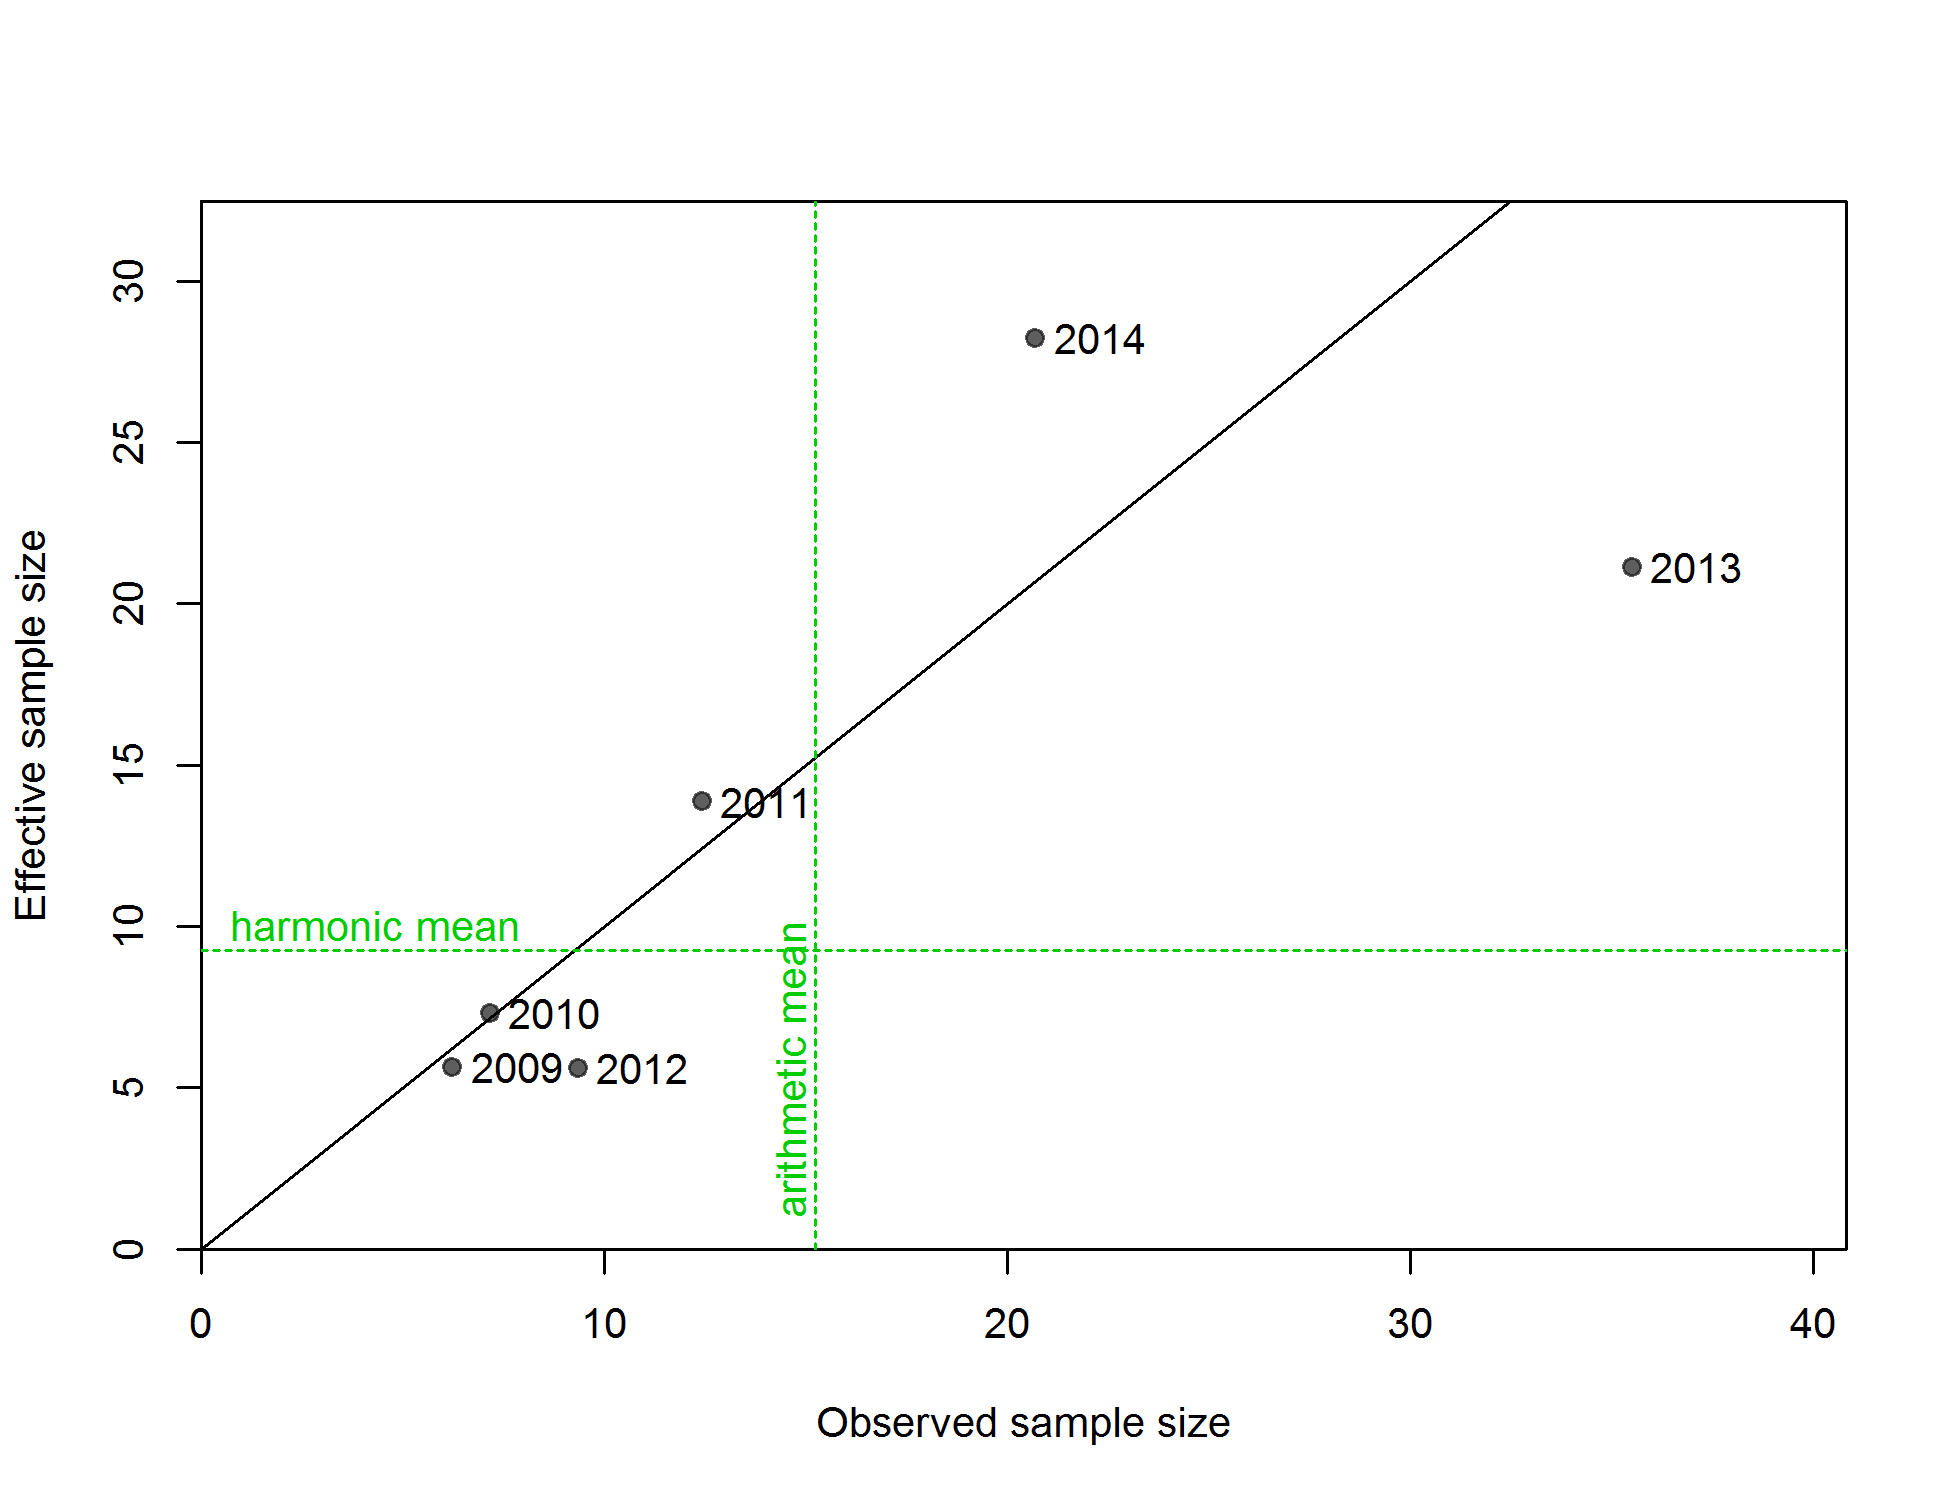 Effective sample size
30
25
20
15
10
5
0
2014
2013
2011
harmonic mean
arithmetic mean
2010
2009
2012
0 10 20 30 40
Observed sample size